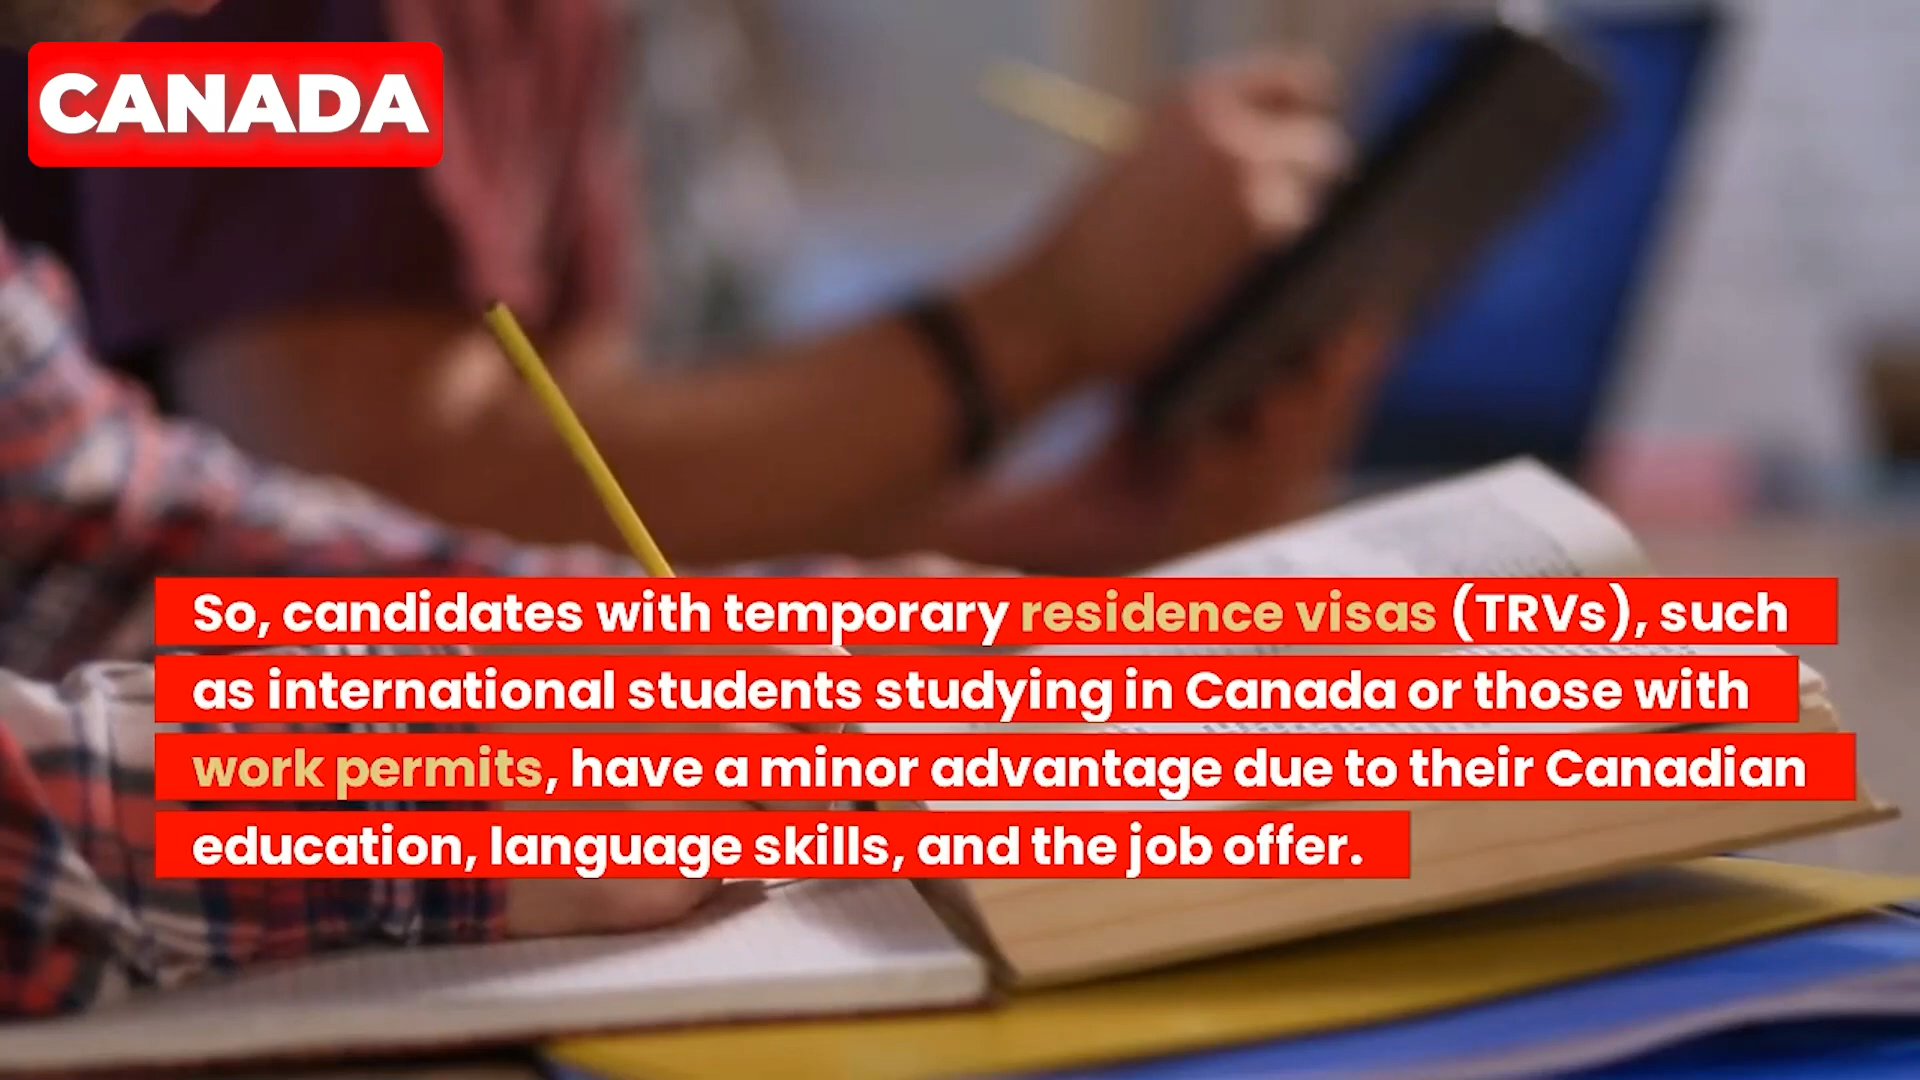 CANADA
So, candidates with temporary residence visas (TRVs), such
as international students studying in Canada or those with
work permits, have a minor advantage due to their Canadian
education, language skills, and the job offer.